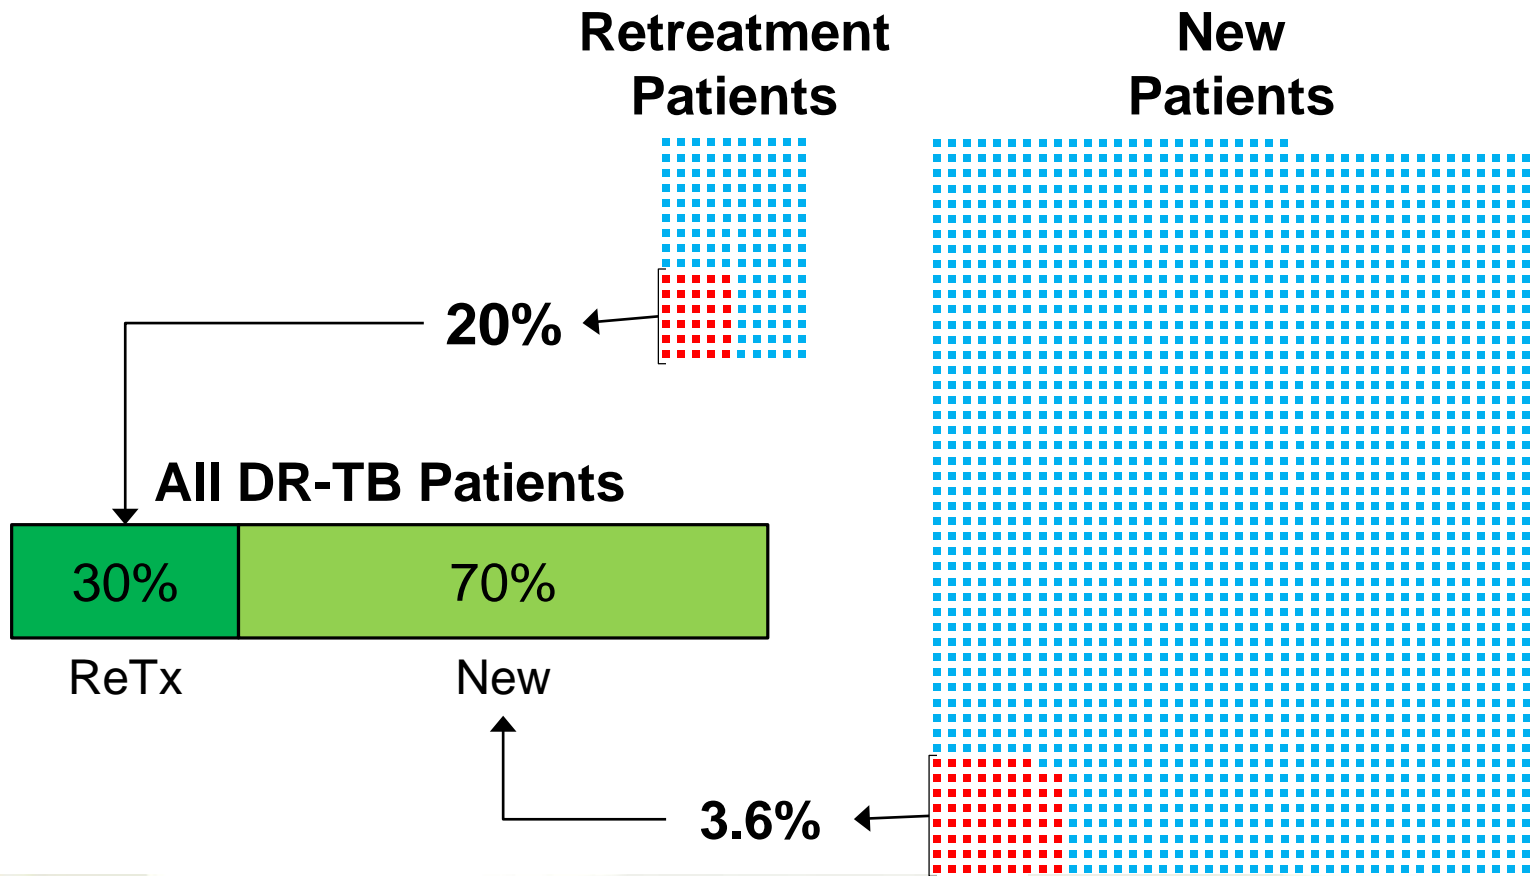 Retreatment
Patients
New
Patients
20%
All DR-TB Patients
30%
70%
ReTx
New
3.6%